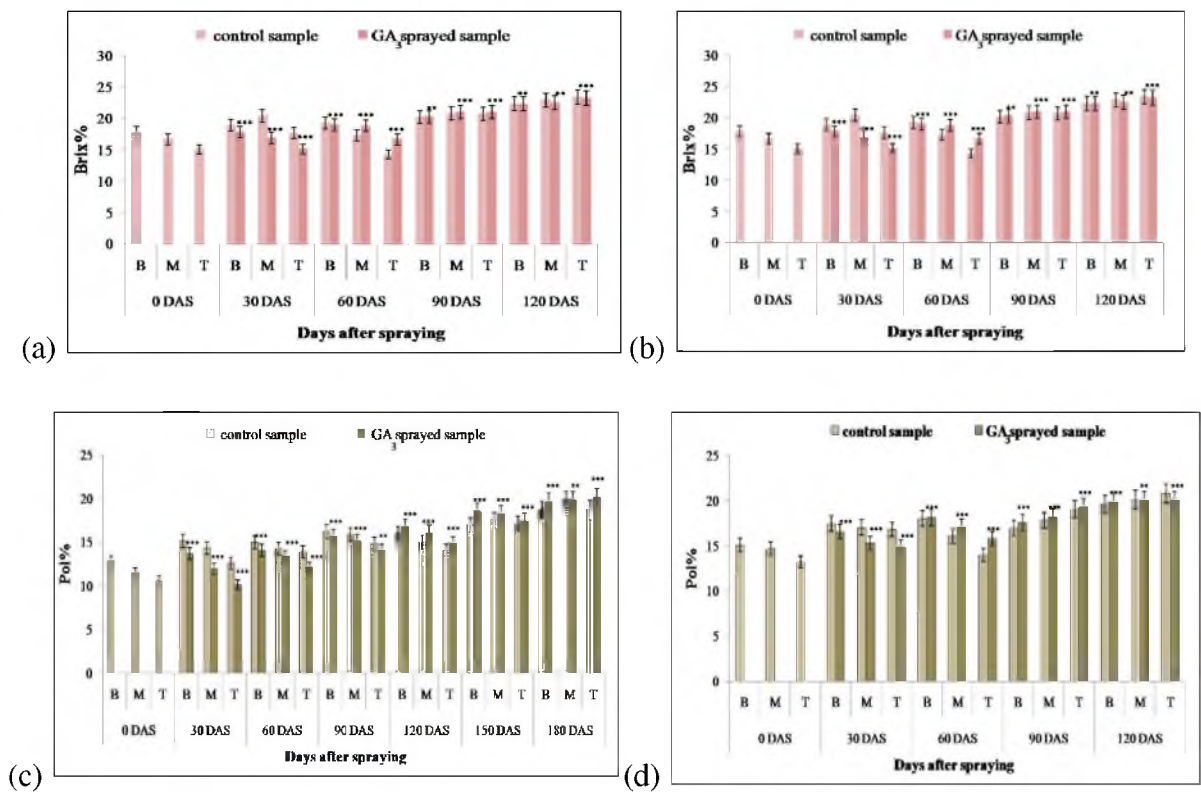 (a)
control sample GA3 sprayed sample
Brix%
30
25
20
15
10
5
0
*** *** *** *** *** *** ** *** *** ** ** ***
B M T B M T B M T B M T B M T
0 DAS 30 DAS 60 DAS 90 DAS 120 DAS
Days after spraying
(b)
control sample GA3 sprayed sample
Brix%
30
25
20
15
10
5
0
*** ** *** *** *** *** ** *** *** ** ** ***
B M T B M T B M T B M T B M T
0 DAS 30 DAS 60 DAS 90 DAS 120 DAS
Days after spraying
(c)
control sample GA3 sprayed sample
Pol%
25
20
15
10
5
0
*** *** *** *** *** *** *** *** ** *** *** *** *** *** *** *** ** ***
B M T B M T B M T B M T B M T B M T B M T
0 DAS 30 DAS 60 DAS 90 DAS 120 DAS 150 DAS 180 DAS
Days after spraying
(d)
control sample GA3 sprayed sample
Pol%
25
20
15
10
5
0
*** *** *** *** *** *** *** *** *** *** ** ***
B M T B M T B M T B M T B M T
0 DAS 30 DAS 60 DAS 90 DAS 120 DAS
Days after spraying